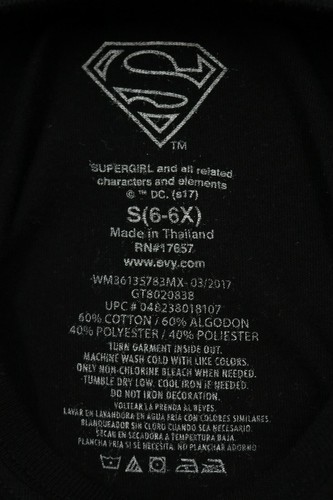 S
TM
SUPERGIRL and all related
characters and elements
© ™ DC. (s17)
S(6-6X)
Made in Thailand
RN#17657
www.svy.com
WM36135783MX- 03/2017
GT8020838
UPC # 048238018107
60% COTTON / 60% ALGODON
40% POLYESTER / 40% POLIESTER
TURN GARMENT INSIDE OUT.
MACHINE WASH COLD WITH LIKE COLORS.
ONLY NON-CHLORINE BLEACH WHEN NEEDED.
TUMBLE DRY LOW. COOL IRON IF NEEDED.
DO NOT IRON DECORATION.
VOLTEAR LA PRENDA AL REVES.
LAVAR EN LAVANDORA EN AGUA FRIA CON COLORES SIMILARES.
BLANQUEADOR SIN CLORO CUANDO SEA NECESARIO.
SECAR EN SECADORA A TEMPERTURA BAJA.
PLANCHA FRIA SI SE NECESITA. NO PLANCHAR ADORNO.